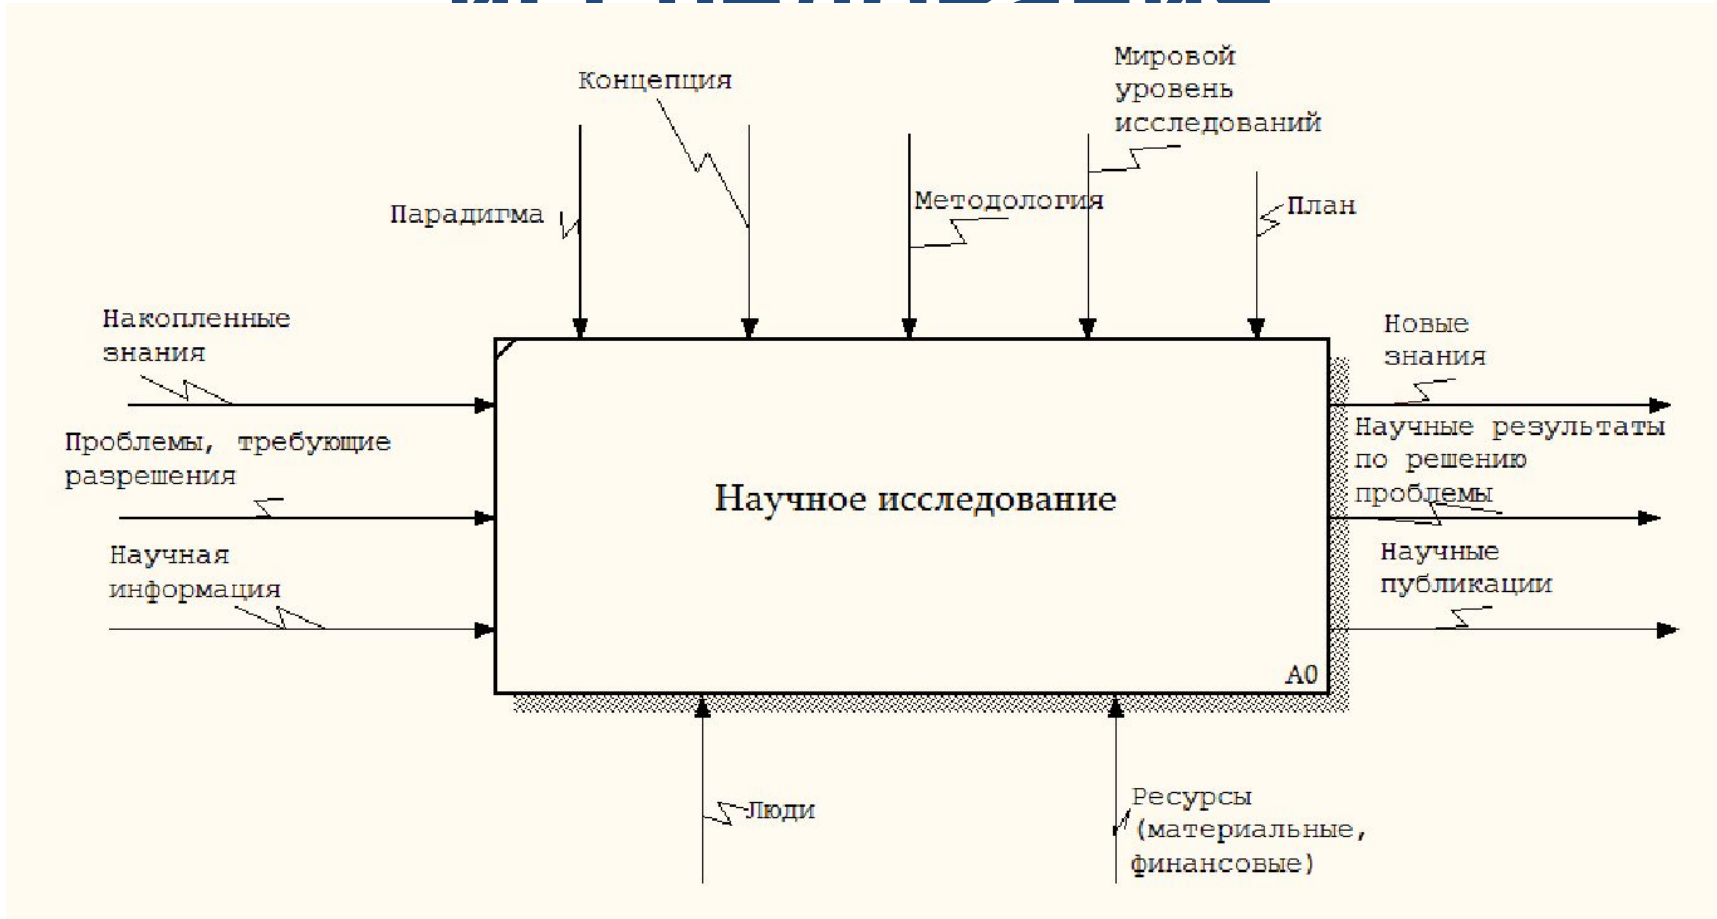 Мировой
уровень
исследований
Концепция
Методология
План
Парадигма
Накопленные
знания
Новые
знания
Проблемы, требующие
разрешения
Научные результаты
по решению
проблемы
Научное исследование
Научная
информация
Научные
публикации
A0
Люди
Ресурсы
(материальные,
финансовые)